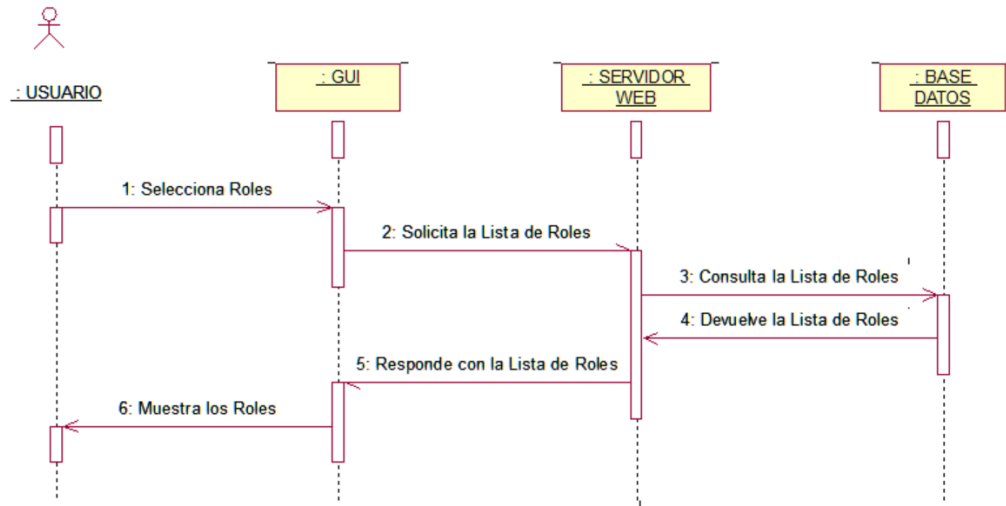 : USUARIO
: GUI
: SERVIDOR
WEB
: BASE
DATOS
1: Selecciona Roles
2: Solicita la Lista de Roles
3: Consulta la Lista de Roles
4: Devuelve la Lista de Roles
5: Responde con la Lista de Roles
6: Muestra los Roles